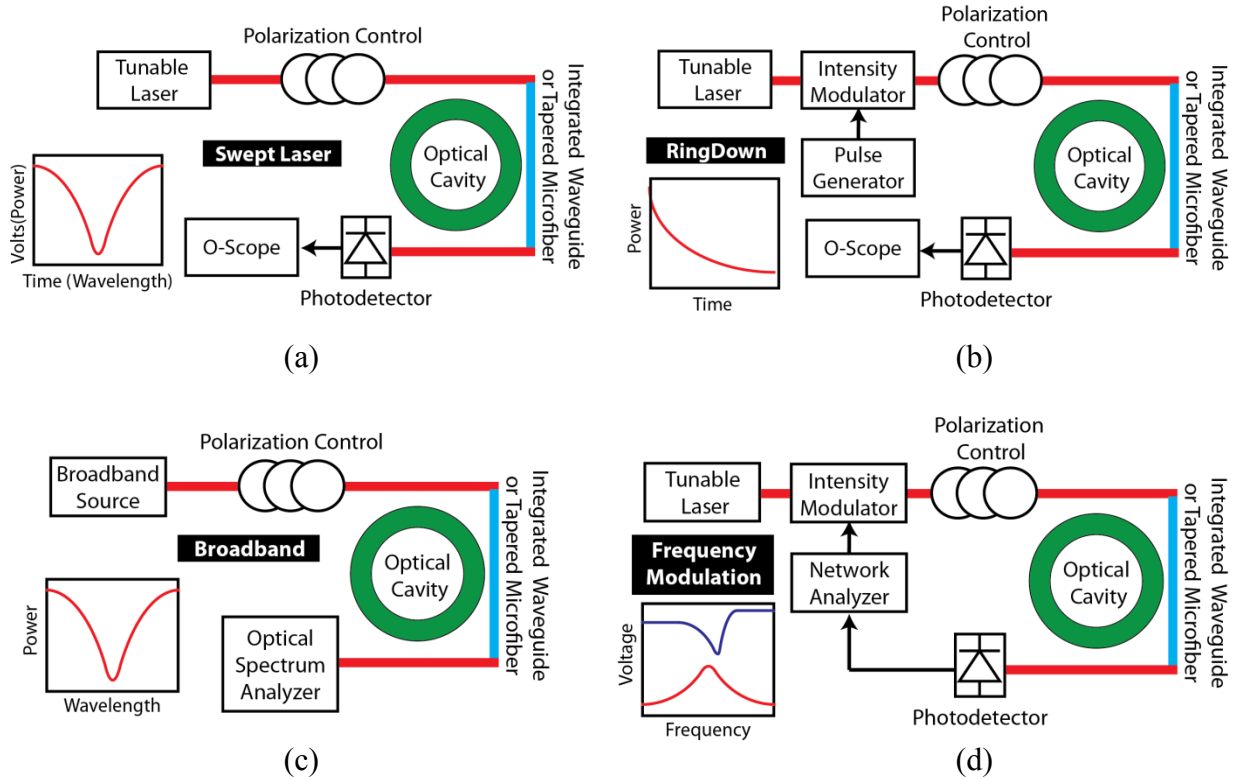 Polarization Control
Tunable
Laser
Swept Laser
Optical
Cavity
Integrated Waveguide
or Tapered Microfiber
Volts(Power)
Time (Wavelength)
O-Scope
Photodetector
(a)
Polarization
Control
Tunable
Laser
Intensity
Modulator
RingDown
Pulse
Generator
Optical
Cavity
Integrated Waveguide
or Tapered Microfiber
Power
Time
O-Scope
Photodetector
(b)
Polarization Control
Broadband
Source
Broadband
Optical
Cavity
Integrated Waveguide
or Tapered Microfiber
Power
Wavelength
Optical
Spectrum
Analyzer
(c)
Polarization
Control
Tunable
Laser
Intensity
Modulator
Frequency
Modulation
Network
Analyzer
Optical
Cavity
Integrated Waveguide
or Tapered Microfiber
Voltage
Frequency
Photodetector
(d)